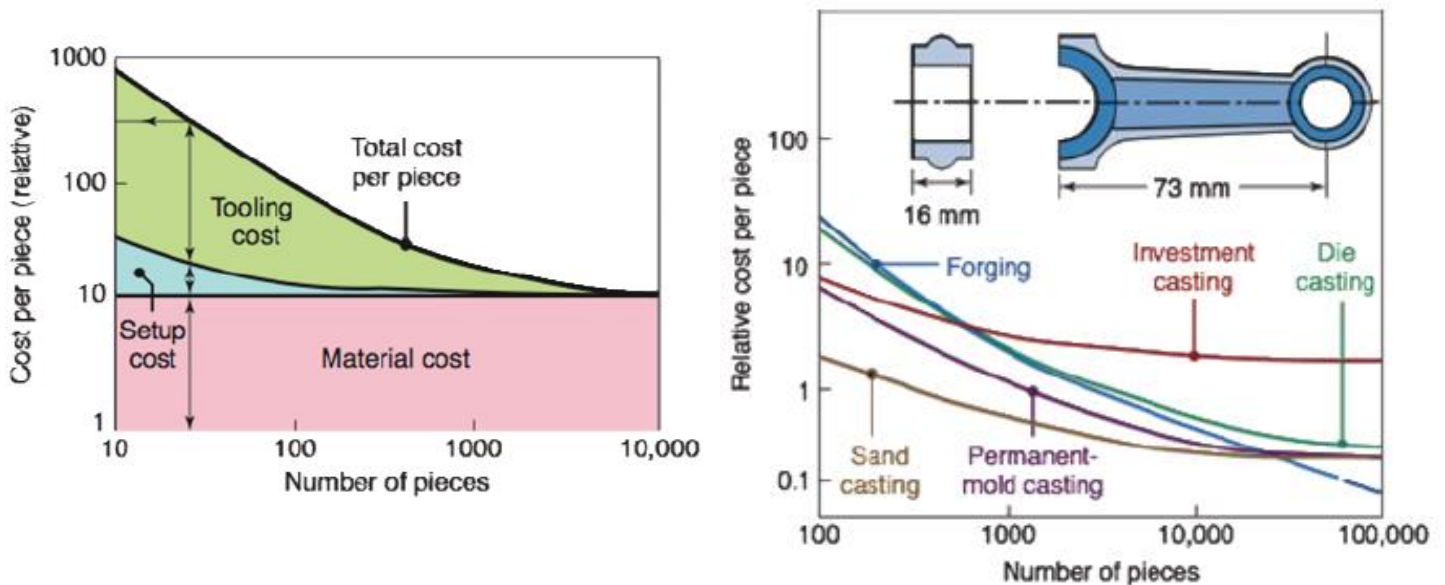 Cost per piece (relative)
1000
100
10
1
Total cost
per piece
Tooling
cost
Setup
cost
Material cost
10
100
1000
10,000
Number of pieces
Relative cost per piece
100
10
1
0.1
16 mm
73 mm
Forging
Investment
casting
Die
casting
Sand
casting
Permanent-
mold casting
100
1000
10,000
100,000
Number of pieces